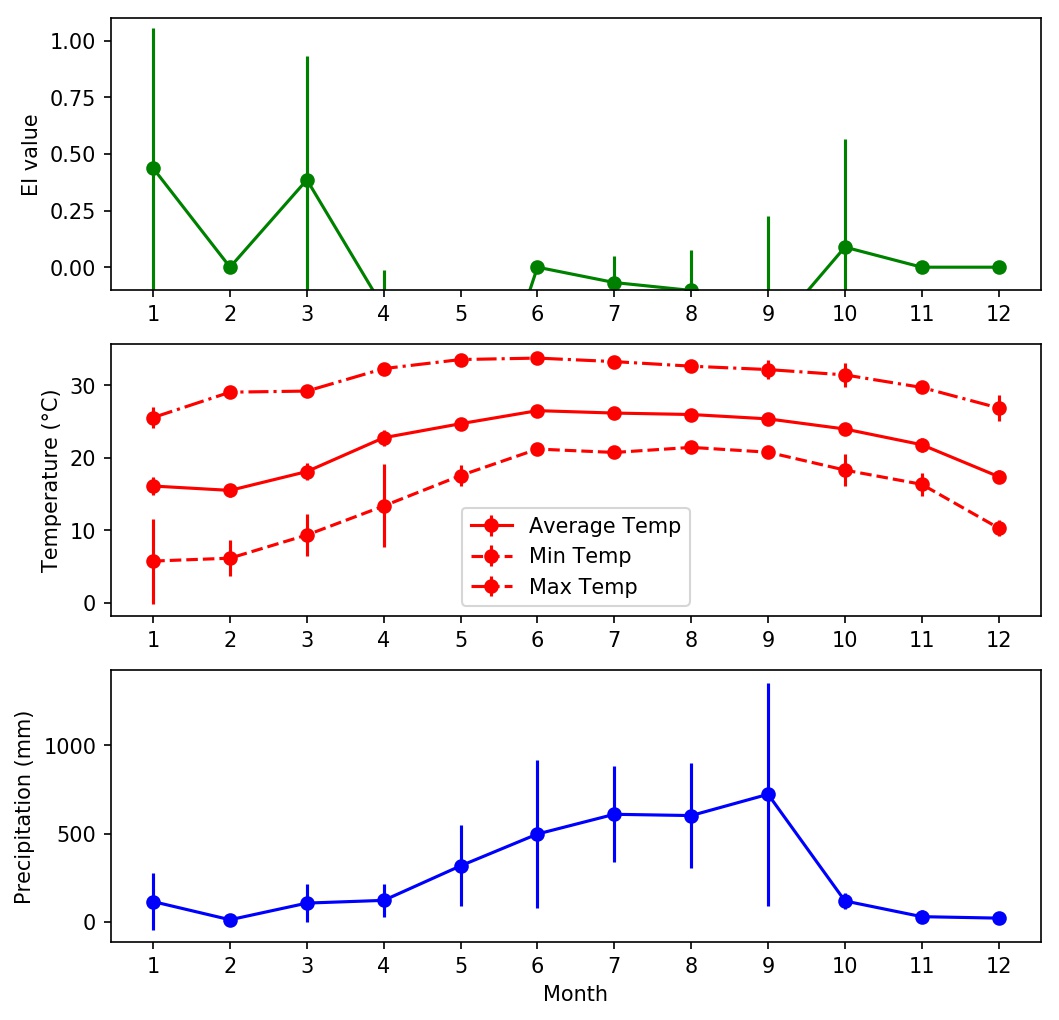 EI value
1.00
0.75
0.50
0.25
0.00
1 2 3 4 5 6 7 8 9 10 11 12
Temperature (°C)
30
20
10
0
Average Temp
Min Temp
Max Temp
1 2 3 4 5 6 7 8 9 10 11 12
Precipitation (mm)
1000
500
0
1 2 3 4 5 6 7 8 9 10 11 12
Month